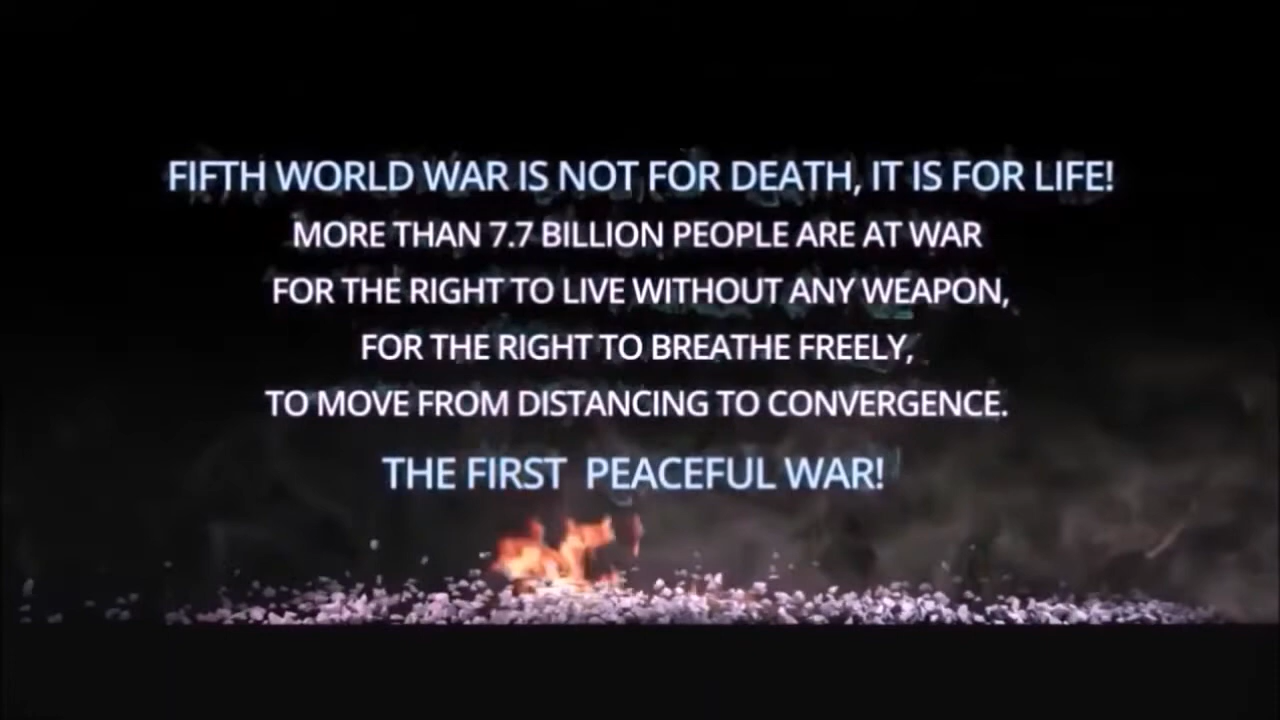 FIFTH WORLD WAR IS NOT FOR DEATH, IT IS FOR LIFE!
MORE THAN 7.7 BILLION PEOPLE ARE AT WAR
FOR THE RIGHT TO LIVE WITHOUT ANY WEAPON,
FOR THE RIGHT TO BREATHE FREELY,
TO MOVE FROM DISTANCING TO CONVERGENCE.
THE FIRST PEACEFUL WAR!